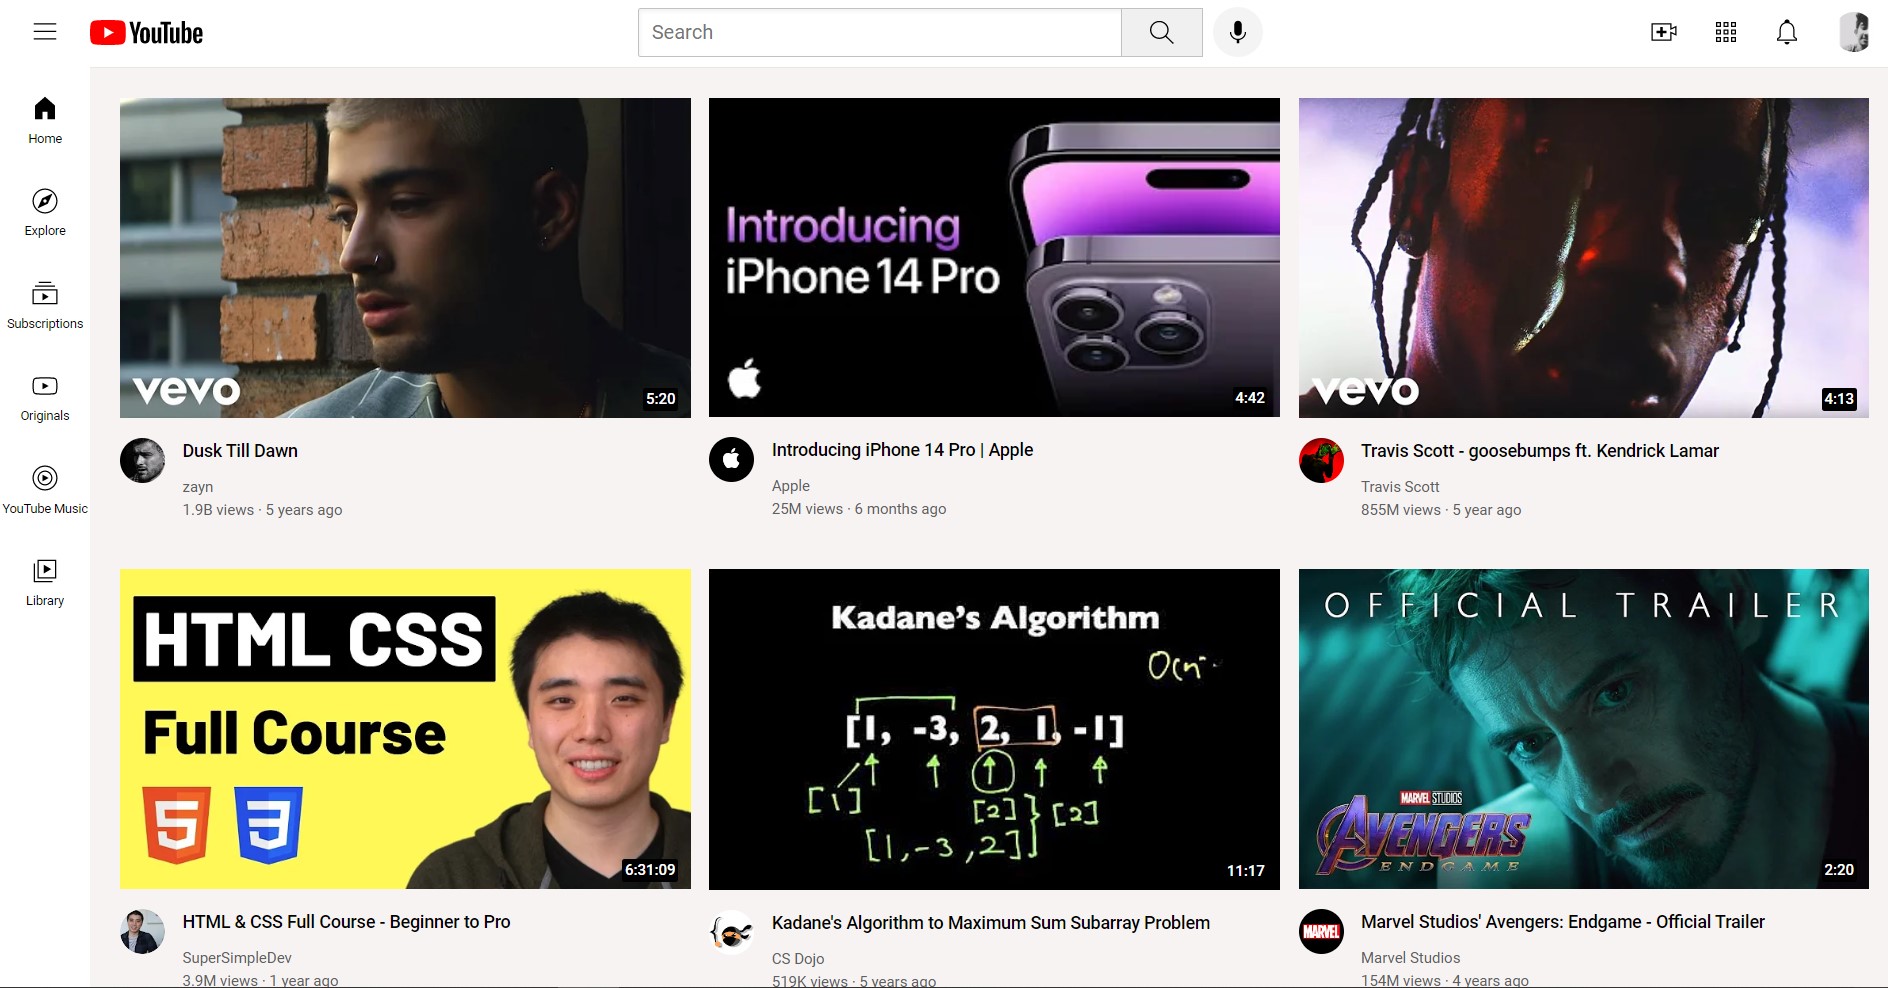 YouTube
Search
Home
Explore
Subscriptions
Originals
YouTube Music
Library
vevo
5:20
Dusk Till Dawn
zayn
1.9B views · 5 years ago
Introducing
iPhone 14 Pro
4:42
Introducing iPhone 14 Pro | Apple
Apple
25M views · 6 months ago
vevo
4:13
Travis Scott - goosebumps ft. Kendrick Lamar
Travis Scott
855M views · 5 year ago
HTML CSS
Full Course
5
3
6:31:09
HTML & CSS Full Course - Beginner to Pro
SuperSimpleDev
3.9M views · 1 year ago
Kadane's Algorithm
[1, -3, 2, 1, -1]
[1]
[2]
[2]
[1,-3,2]
11:17
Kadane's Algorithm to Maximum Sum Subarray Problem
CS Dojo
519K views · 5 years ago
OFFICIAL TRAILER
MARVEL STUDIOS
AVENGERS
ENDGAME
2:20
MARVEL
Marvel Studios' Avengers: Endgame - Official Trailer
Marvel Studios
154M views · 4 years ago